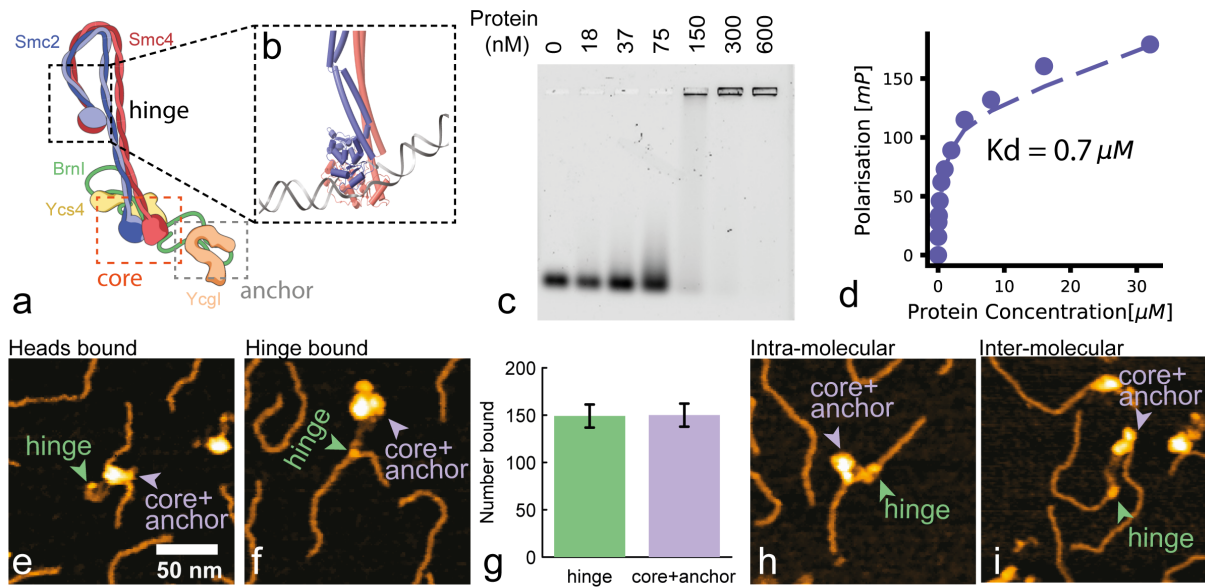 Smc2
Smc4
hinge
BrnI
Ycs4
core
YcgI
anchor
a
b
Protein
(nM)
0
18
37
75
150
300
600
c
Polarisation [mP]
150
100
50
0
Kd = 0.7 µM
0
10
20
30
Protein Concentration[µM]
d
Heads bound
hinge
core+
anchor
50 nm
e
Hinge bound
hinge
core+
anchor
f
Number bound
200
150
100
50
0
hinge
core+anchor
g
Intra-molecular
core+
anchor
hinge
h
Inter-molecular
core+
anchor
hinge
i